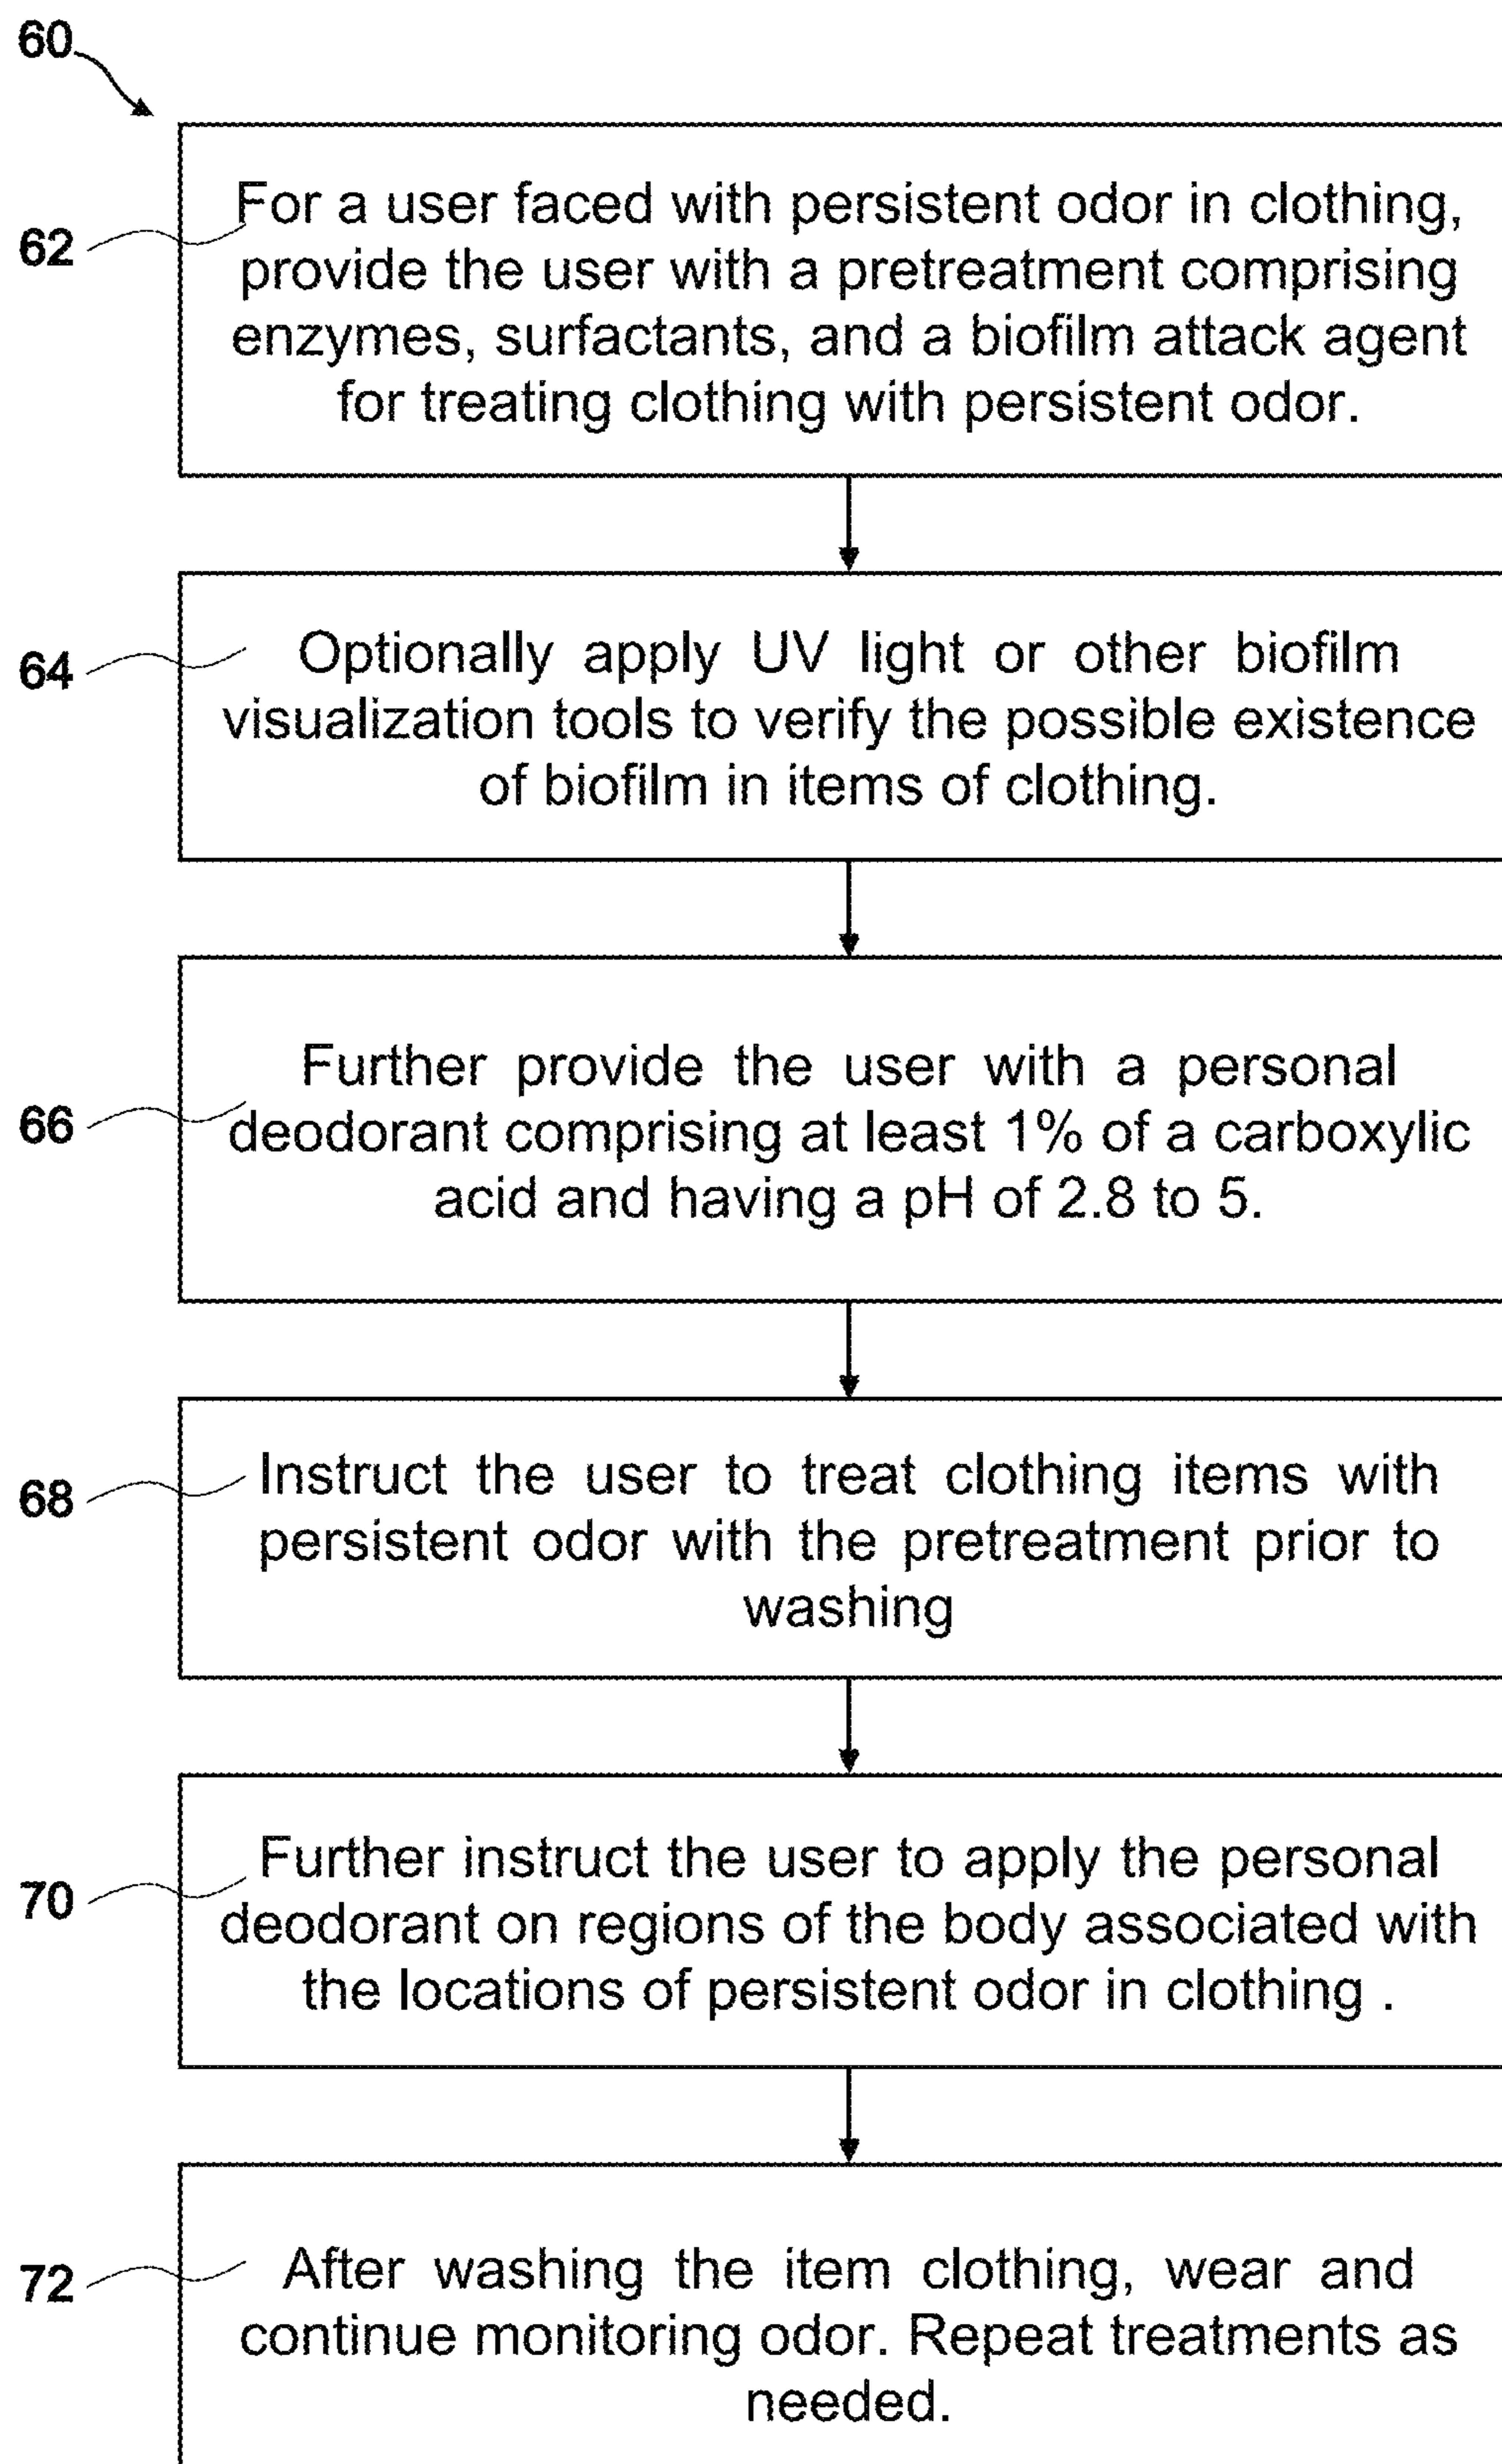 60
62
For a user faced with persistent odor in clothing,
provide the user with a pretreatment comprising
enzymes, surfactants, and a biofilm attack agent
for treating clothing with persistent odor.
64
Optionally apply UV light or other biofilm
visualization tools to verify the possible existence
of biofilm in items of clothing.
66
Further provide the user with a personal
deodorant comprising at least 1% of a carboxylic
acid and having a pH of 2.8 to 5.
68
Instruct the user to treat clothing items with
persistent odor with the pretreatment prior to
washing
70
Further instruct the user to apply the personal
deodorant on regions of the body associated with
the locations of persistent odor in clothing .
72
After washing the item clothing, wear and
continue monitoring odor. Repeat treatments as
needed.